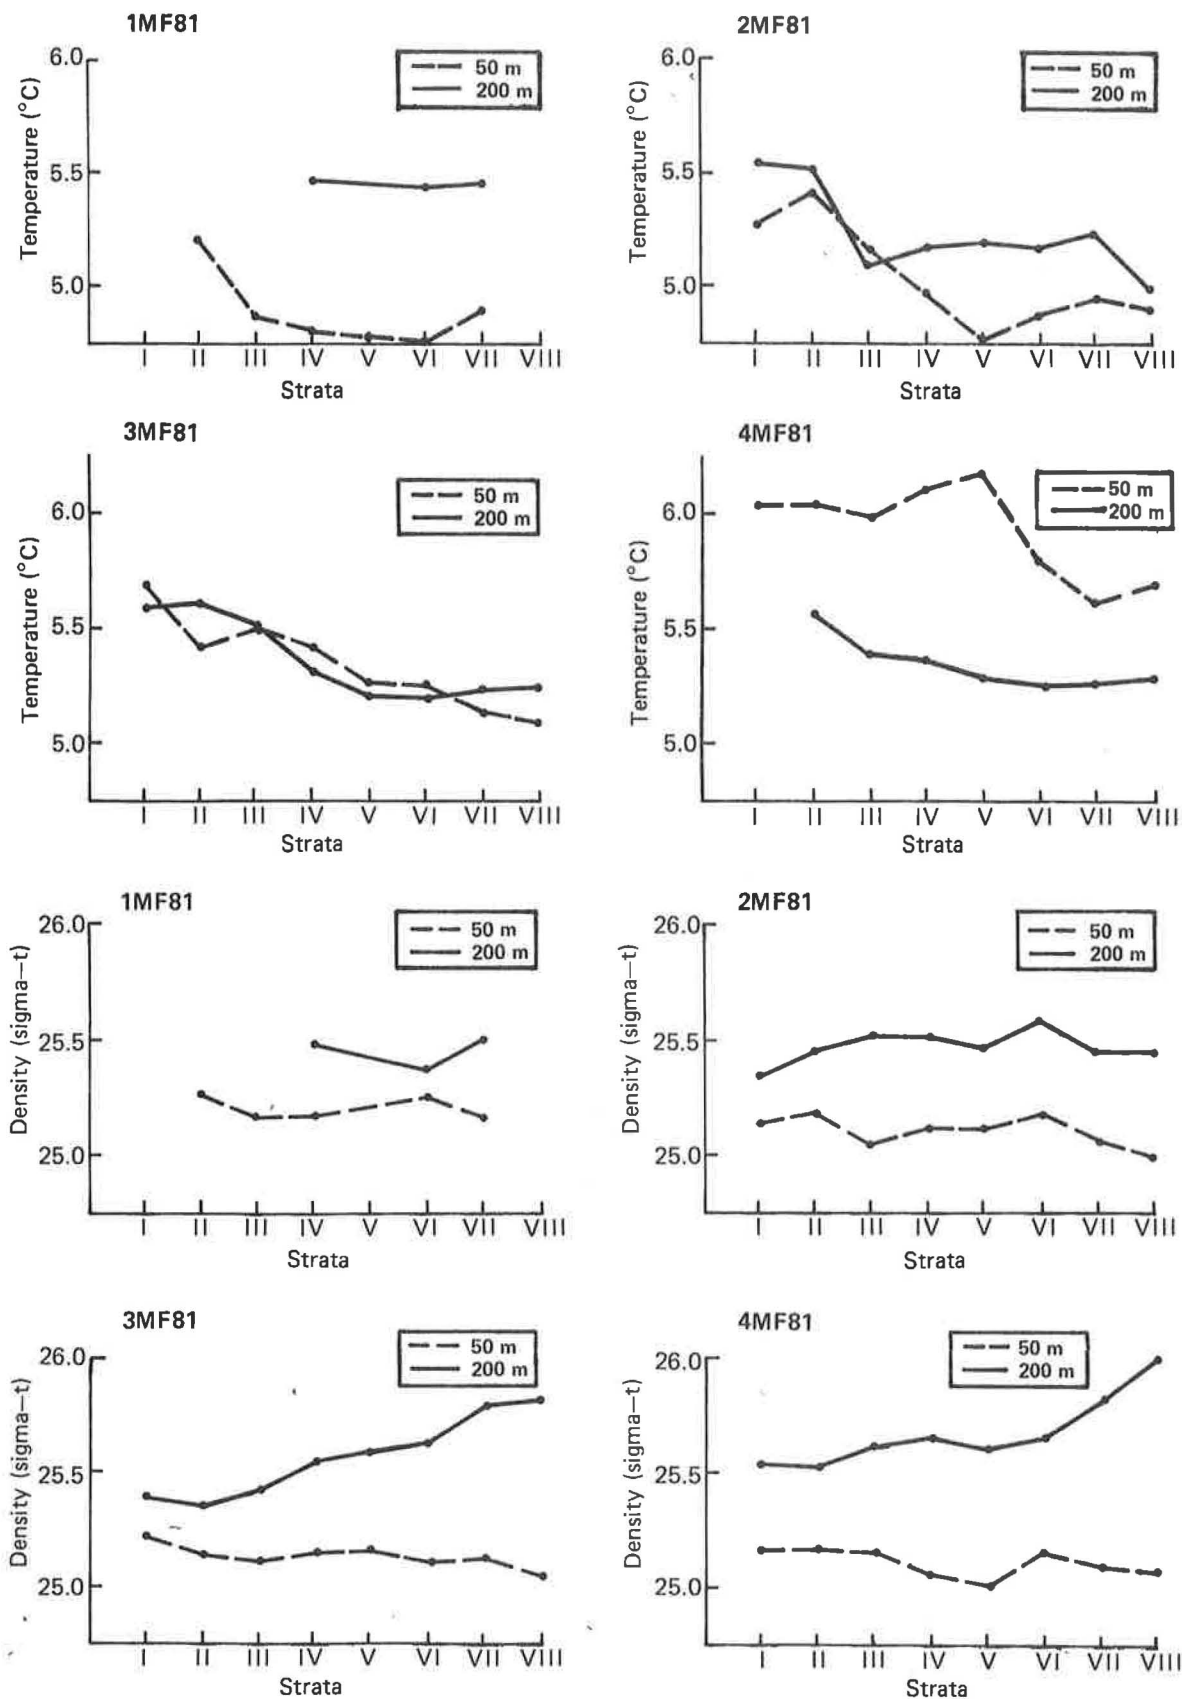 1MF81
6.0
5.5
5.0
Temperature (°C)
50 m
200 m
I II III IV V VI VII VIII
Strata
2MF81
6.0
5.5
5.0
Temperature (°C)
50 m
200 m
I II III IV V VI VII VIII
Strata
3MF81
6.0
5.5
5.0
Temperature (°C)
50 m
200 m
I II III IV V VI VII VIII
Strata
4MF81
6.0
5.5
5.0
Temperature (°C)
50 m
200 m
I II III IV V VI VII VIII
Strata
1MF81
26.0
25.5
25.0
Density (sigma–t)
50 m
200 m
I II III IV V VI VII VIII
Strata
2MF81
26.0
25.5
25.0
Density (sigma–t)
50 m
200 m
I II III IV V VI VII VIII
Strata
3MF81
26.0
25.5
25.0
Density (sigma–t)
50 m
200 m
I II III IV V VI VII VIII
Strata
4MF81
26.0
25.5
25.0
Density (sigma–t)
50 m
200 m
I II III IV V VI VII VIII
Strata